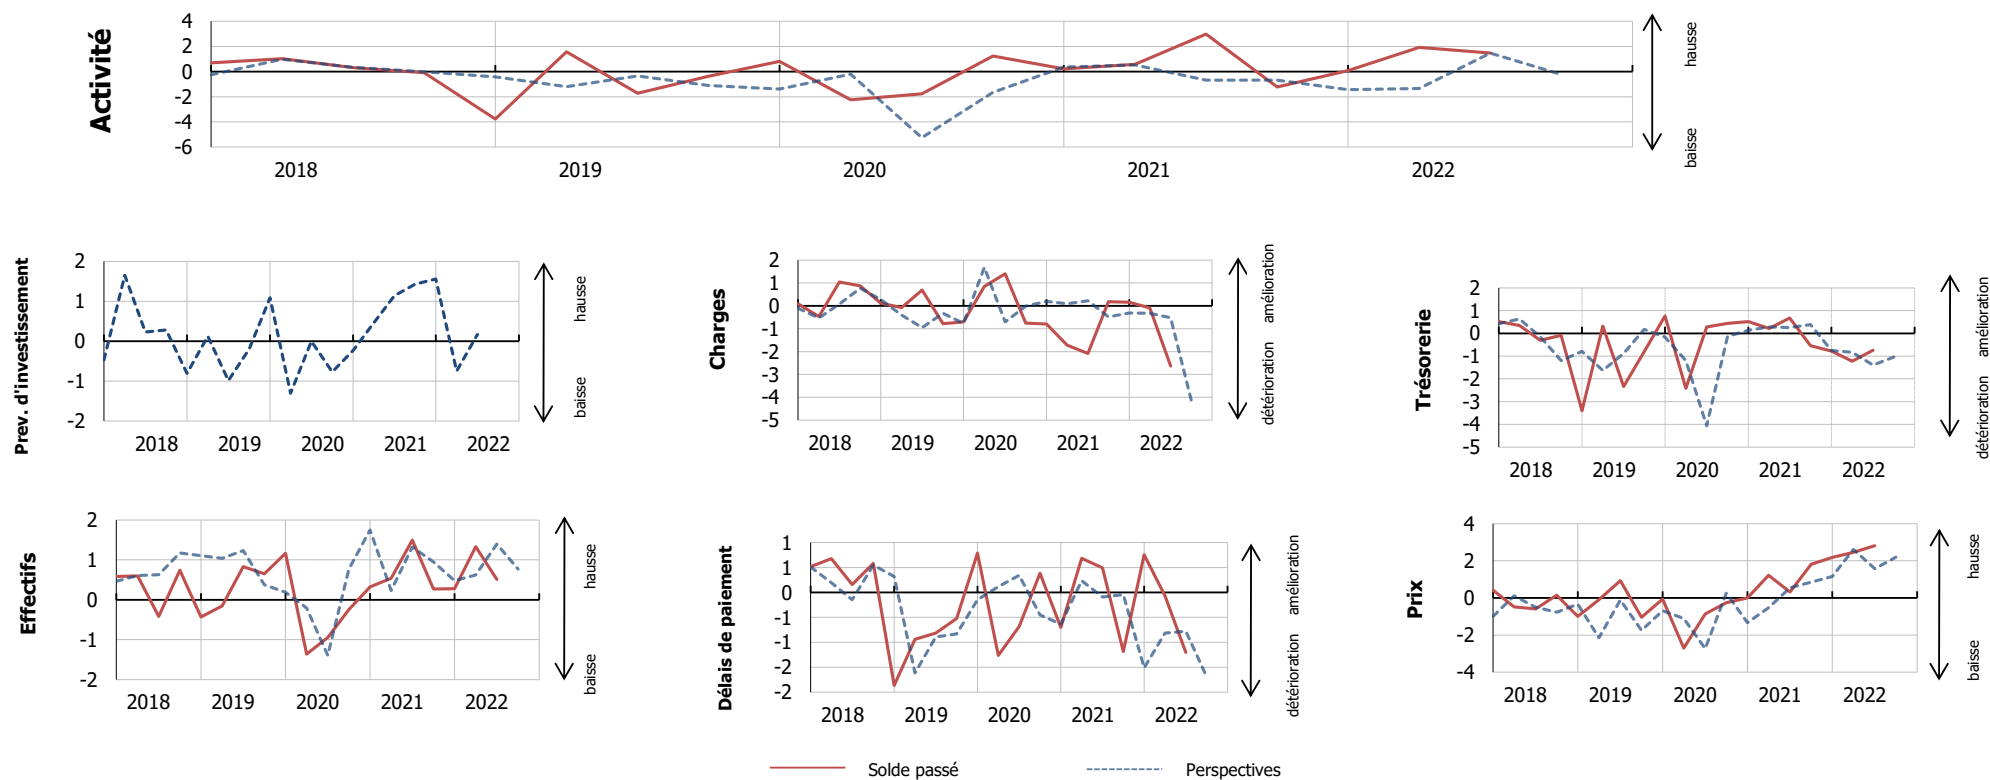 Activité
4
2
0
-2
-4
-6
2018 2019 2020 2021 2022
hausse
baisse
Prev. d'investissement
2
1
0
-1
-2
2018 2019 2020 2021 2022
hausse
baisse
Charges
2
1
0
-1
-2
-3
-4
-5
2018 2019 2020 2021 2022
amélioration
détérioration
Trésorerie
2
1
0
-1
-2
-3
-4
-5
2018 2019 2020 2021 2022
amélioration
détérioration
Effectifs
2
1
0
-1
-2
2018 2019 2020 2021 2022
hausse
baisse
Délais de paiement
1
1
0
-1
-1
-2
-2
2018 2019 2020 2021 2022
amélioration
détérioration
Prix
4
2
0
-2
-4
2018 2019 2020 2021 2022
hausse
baisse
Solde passé Perspectives